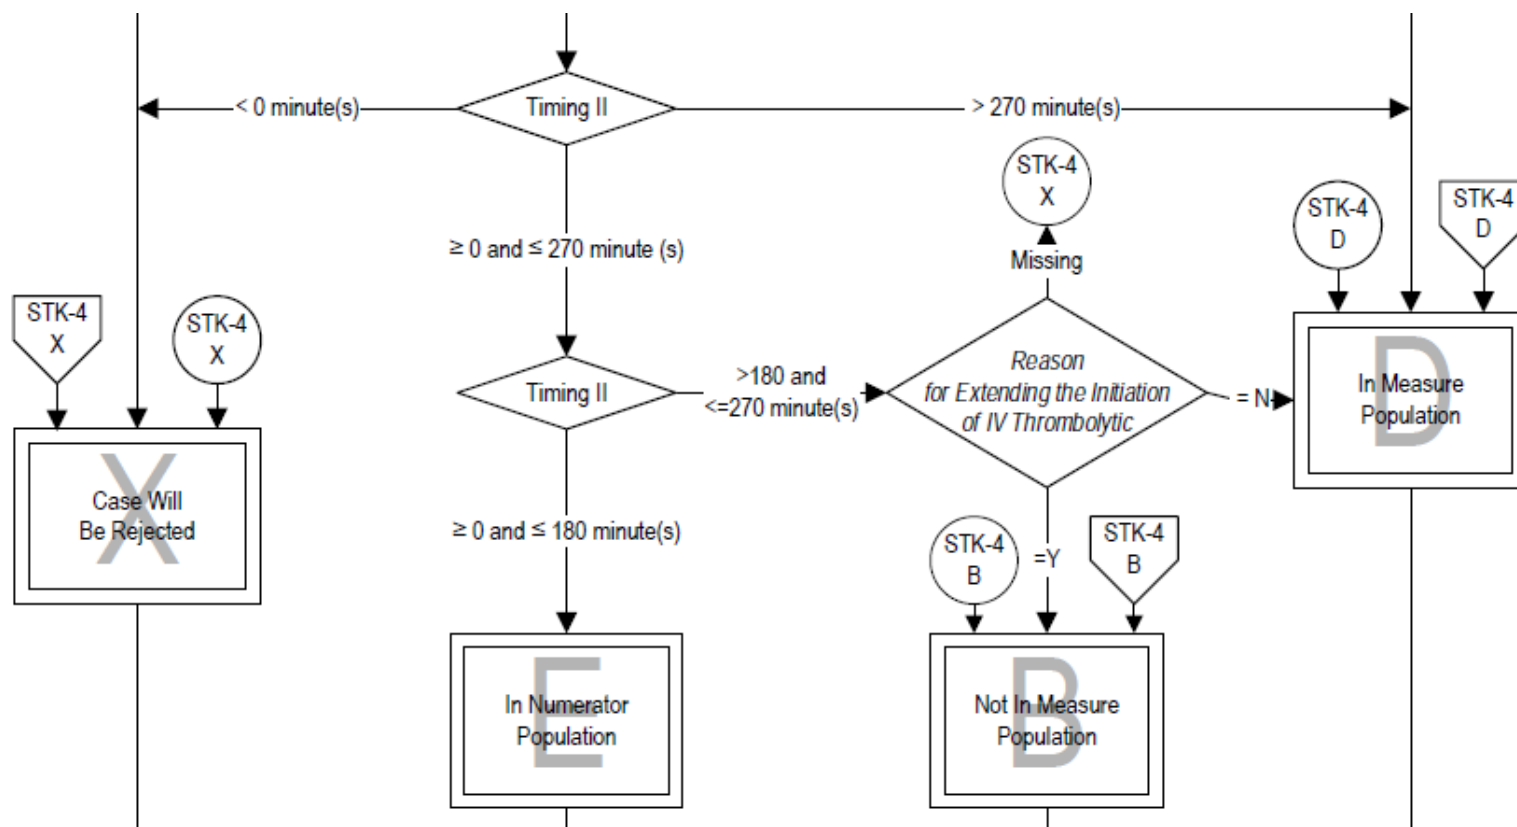 < 0 minute(s)
Timing II
> 270 minute(s)
STK-4
X
STK-4
D
STK-4
D
≥ 0 and ≤ 270 minute (s)
Missing
STK-4
X
STK-4
X
Timing II
>180 and
<=270 minute(s)
Reason
for Extending the Initiation
of IV Thrombolytic
= N
D
In Measure
Population
X
Case Will
Be Rejected
≥ 0 and ≤ 180 minute(s)
STK-4
B
=Y
STK-4
B
E
In Numerator
Population
B
Not In Measure
Population